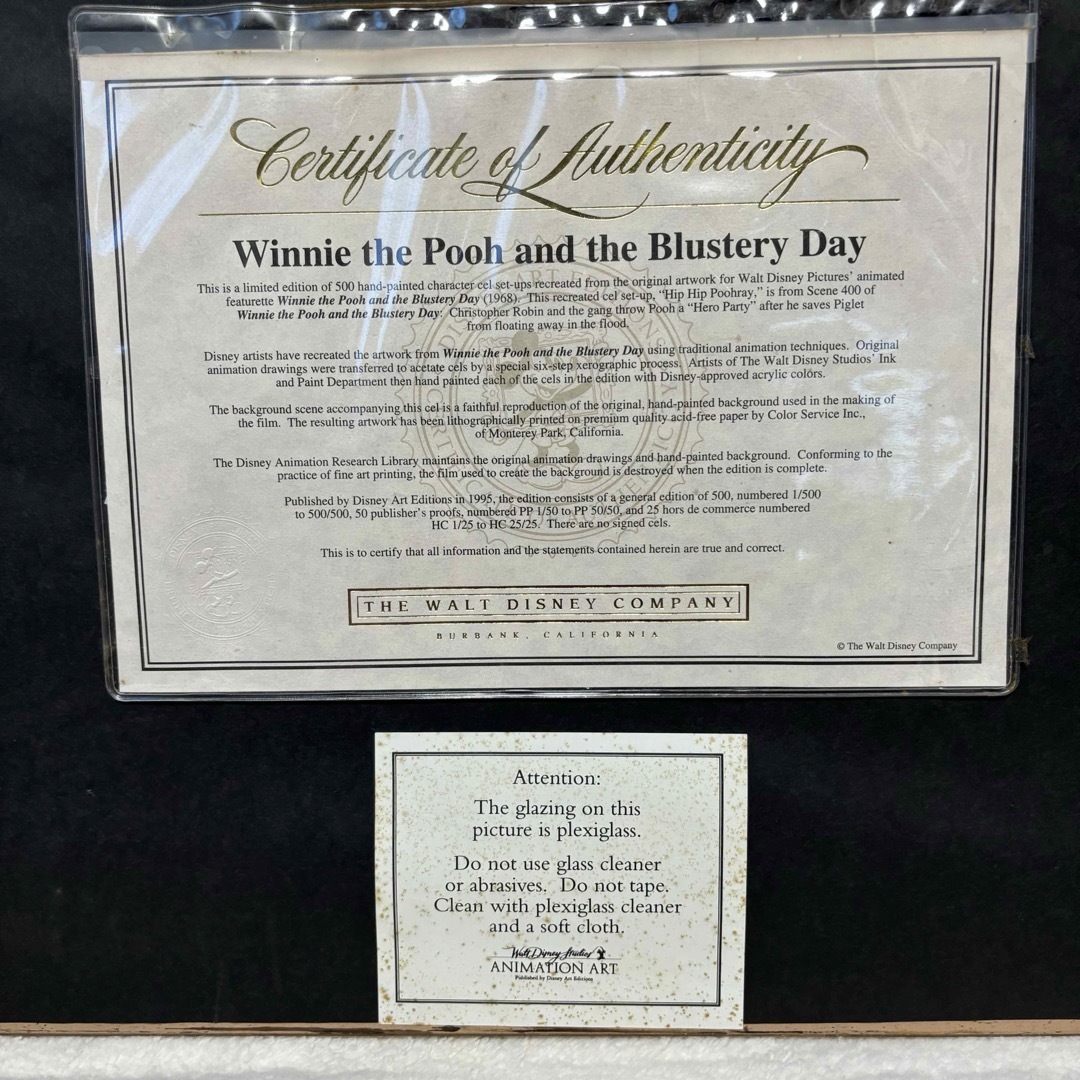 Certificate of Authenticity
Winnie the Pooh and the Blustery Day
This is a limited edition of 500 hand-painted character cel set-ups recreated from the original artwork for Walt Disney Pictures' animated
featurette Winnie the Pooh and the Blustery Day (1968). This recreated cel set-up, "Hip Hip Poohray," is from Scene 400 of
Winnie the Pooh and the Blustery Day: Christopher Robin and the gang throw Pooh a "Hero Party" after he saves Piglet
from floating away in the flood.
Disney artists have recreated the artwork from Winnie the Pooh and the Blustery Day using traditional animation techniques. Original
animation drawings were transferred to acetate cels by a special six-step xerographic process. Artists of The Walt Disney Studios' Ink
and Paint Department then hand painted each of the cels in the edition with Disney-approved acrylic colors.
The background scene accompanying this cel is a faithful reproduction of the original, hand-painted background used in the making of
the film. The resulting artwork has been lithographically printed on premium quality acid-free paper by Color Service Inc.,
of Monterey Park, California.
The Disney Animation Research Library maintains the original animation drawings and hand-painted background. Conforming to the
practice of fine art printing, the film used to create the background is destroyed when the edition is complete.
Published by Disney Art Editions in 1995, the edition consists of a general edition of 500, numbered 1/500
to 500/500, 50 publisher's proofs, numbered PP 1/50 to PP 50/50, and 25 hors de commerce numbered
HC 1/25 to HC 25/25. There are no signed cels.
This is to certify that all information and the statements contained herein are true and correct.
THE WALT DISNEY COMPANY
BURBANK, CALIFORNIA
© The Walt Disney Company
Attention:
The glazing on this
picture is plexiglass.
Do not use glass cleaner
or abrasives. Do not tape.
Clean with plexiglass cleaner
and a soft cloth.
Walt Disney Studios
ANIMATION ART
Published by Disney Art Editions